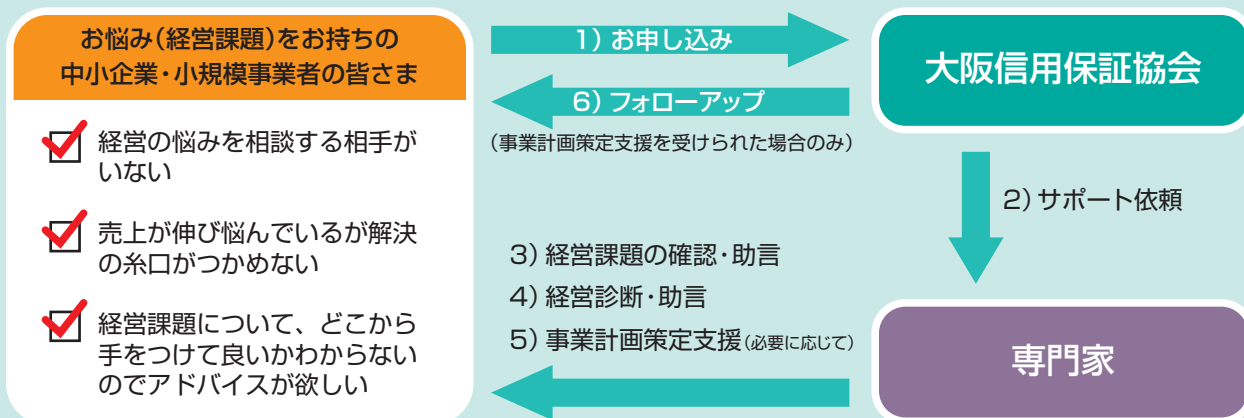 お悩み(経営課題)をお持ちの
中小企業・小規模事業者の皆さま
経営の悩みを相談する相手が
いない
売上が伸び悩んでいるが解決
の糸口がつかめない
経営課題について、どこから
手をつけて良いかわからない
のでアドバイスが欲しい
1)お申し込み
6)フォローアップ
(事業計画策定支援を受けられた場合のみ)
大阪信用保証協会
2)サポート依頼
3)経営課題の確認・助言
4)経営診断・助言
5)事業計画策定支援(必要に応じて)
専門家